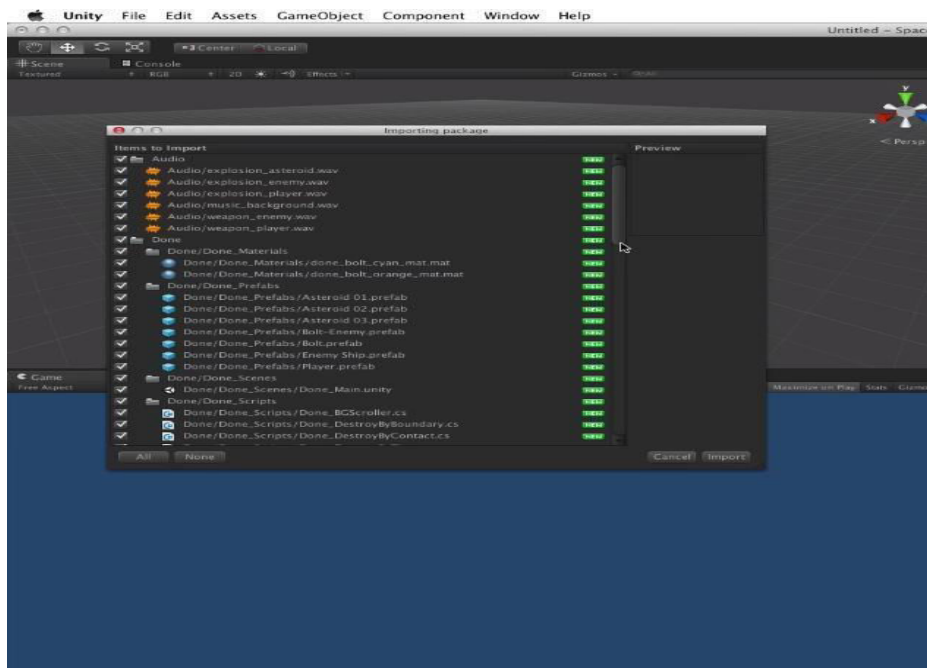 Unity File Edit Assets GameObject Component Window Help
Untitled – Spac
Center Local
Scene Console
Textured RGB 2D Effects Gizmos
y
x
Persp
Importing package
Items to Import Preview
Audio NEW
Audio/explosion_asteroid.wav NEW
Audio/explosion_enemy.wav NEW
Audio/explosion_player.wav NEW
Audio/music_background.wav NEW
Audio/weapon_enemy.wav NEW
Audio/weapon_player.wav NEW
Done NEW
Done/Done_Materials NEW
Done/Done_Materials/done_bolt_cyan_mat.mat NEW
Done/Done_Materials/done_bolt_orange_mat.mat NEW
Done/Done_Prefabs NEW
Done/Done_Prefabs/Asteroid 01.prefab NEW
Done/Done_Prefabs/Asteroid 02.prefab NEW
Done/Done_Prefabs/Asteroid 03.prefab NEW
Done/Done_Prefabs/Bolt-Enemy.prefab NEW
Done/Done_Prefabs/Bolt.prefab NEW
Done/Done_Prefabs/Enemy Ship.prefab NEW
Done/Done_Prefabs/Player.prefab NEW
Done/Done_Scenes NEW
Done/Done_Scenes/Done_Main.unity NEW
Done/Done_Scripts NEW
Done/Done_Scripts/Done_BGScroller.cs NEW
Done/Done_Scripts/Done_DestroyByBoundary.cs NEW
Done/Done_Scripts/Done_DestroyByContact.cs NEW
Game
Free Aspect Maximize on Play Stats Gizmo
All None Cancel Import